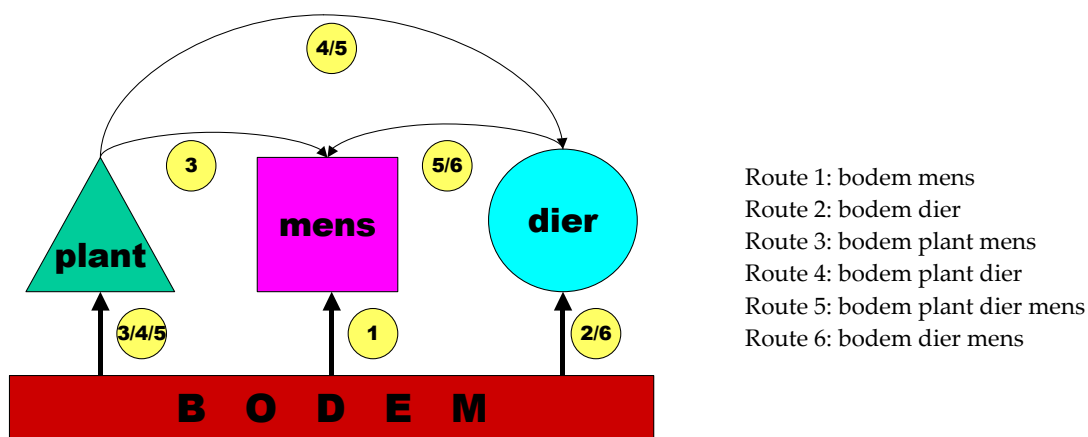 4/5
3
5/6
plant
mens
dier
3/4/5
1
2/6
B O D E M
Route 1: bodem mens
Route 2: bodem dier
Route 3: bodem plant mens
Route 4: bodem plant dier
Route 5: bodem plant dier mens
Route 6: bodem dier mens